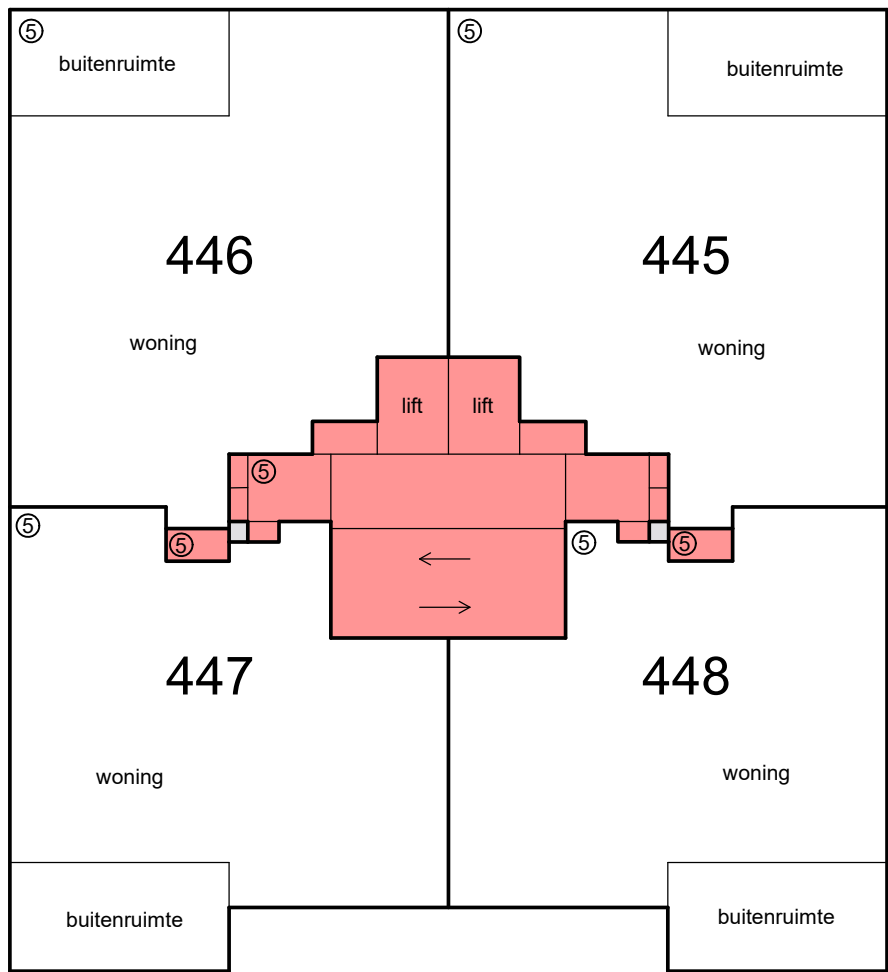 ⑤
⑤
buitenruimte
buitenruimte
446
445
woning
woning
lift
lift
⑤
⑤
⑤
⑤
⑤
447
448
woning
woning
buitenruimte
buitenruimte